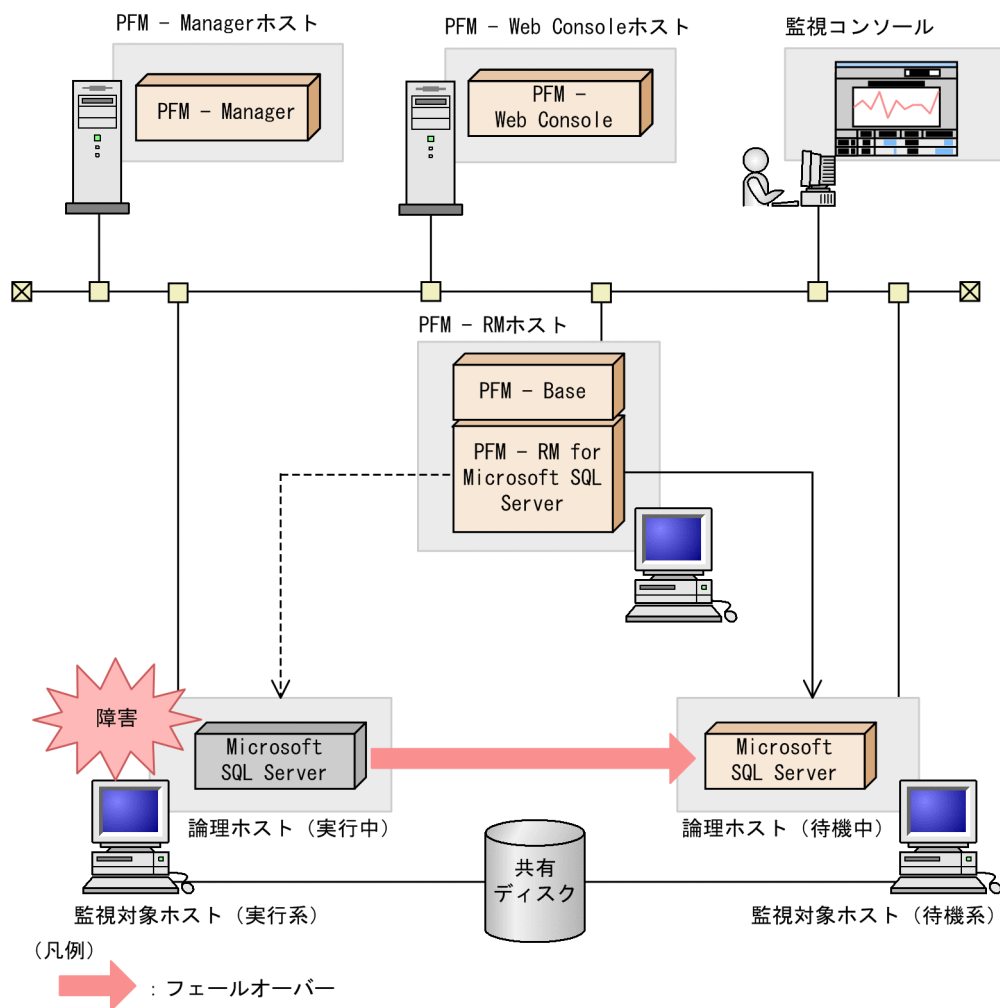 PFM － Managerホスト
PFM － Web Consoleホスト
監視コンソール
PFM － Manager
PFM －
Web Console
PFM － RMホスト
PFM － Base
PFM － RM for
Microsoft SQL
Server
障害
Microsoft
SQL Server
Microsoft
SQL Server
論理ホスト（実行中）
論理ホスト（待機中）
共有
ディスク
監視対象ホスト（実行系）
監視対象ホスト（待機系）
（凡例）
：フェールオーバー